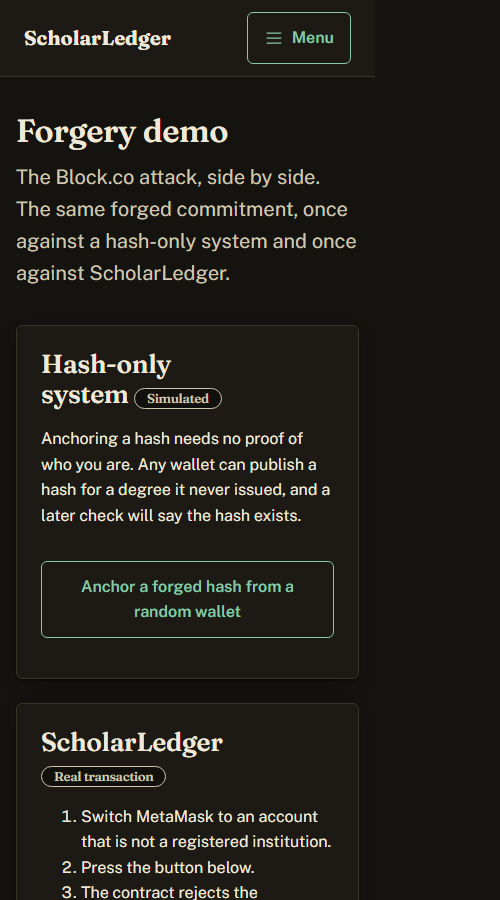 ScholarLedger
Menu
Forgery demo
The Block.co attack, side by side.
The same forged commitment, once
against a hash-only system and once
against ScholarLedger.
Hash-only
system Simulated
Anchoring a hash needs no proof of
who you are. Any wallet can publish a
hash for a degree it never issued, and a
later check will say the hash exists.
Anchor a forged hash from a
random wallet
ScholarLedger
Real transaction
1. Switch MetaMask to an account
that is not a registered institution.
2. Press the button below.
3. The contract rejects the